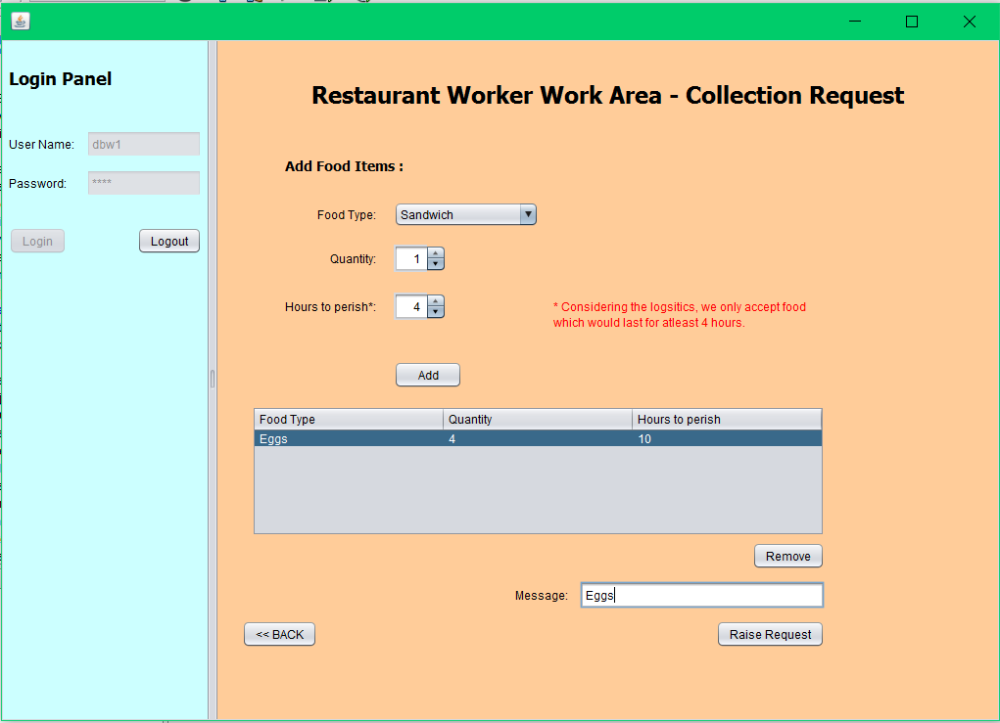 Login Panel
User Name: dbw1
Password: ****
Login Logout
Restaurant Worker Work Area - Collection Request
Add Food Items :
Food Type: Sandwich
Quantity: 1
Hours to perish*: 4
* Considering the logsitics, we only accept food
which would last for atleast 4 hours.
Add
Food Type Quantity Hours to perish
Eggs 4 10
Remove
Message: Eggs
<< BACK Raise Request